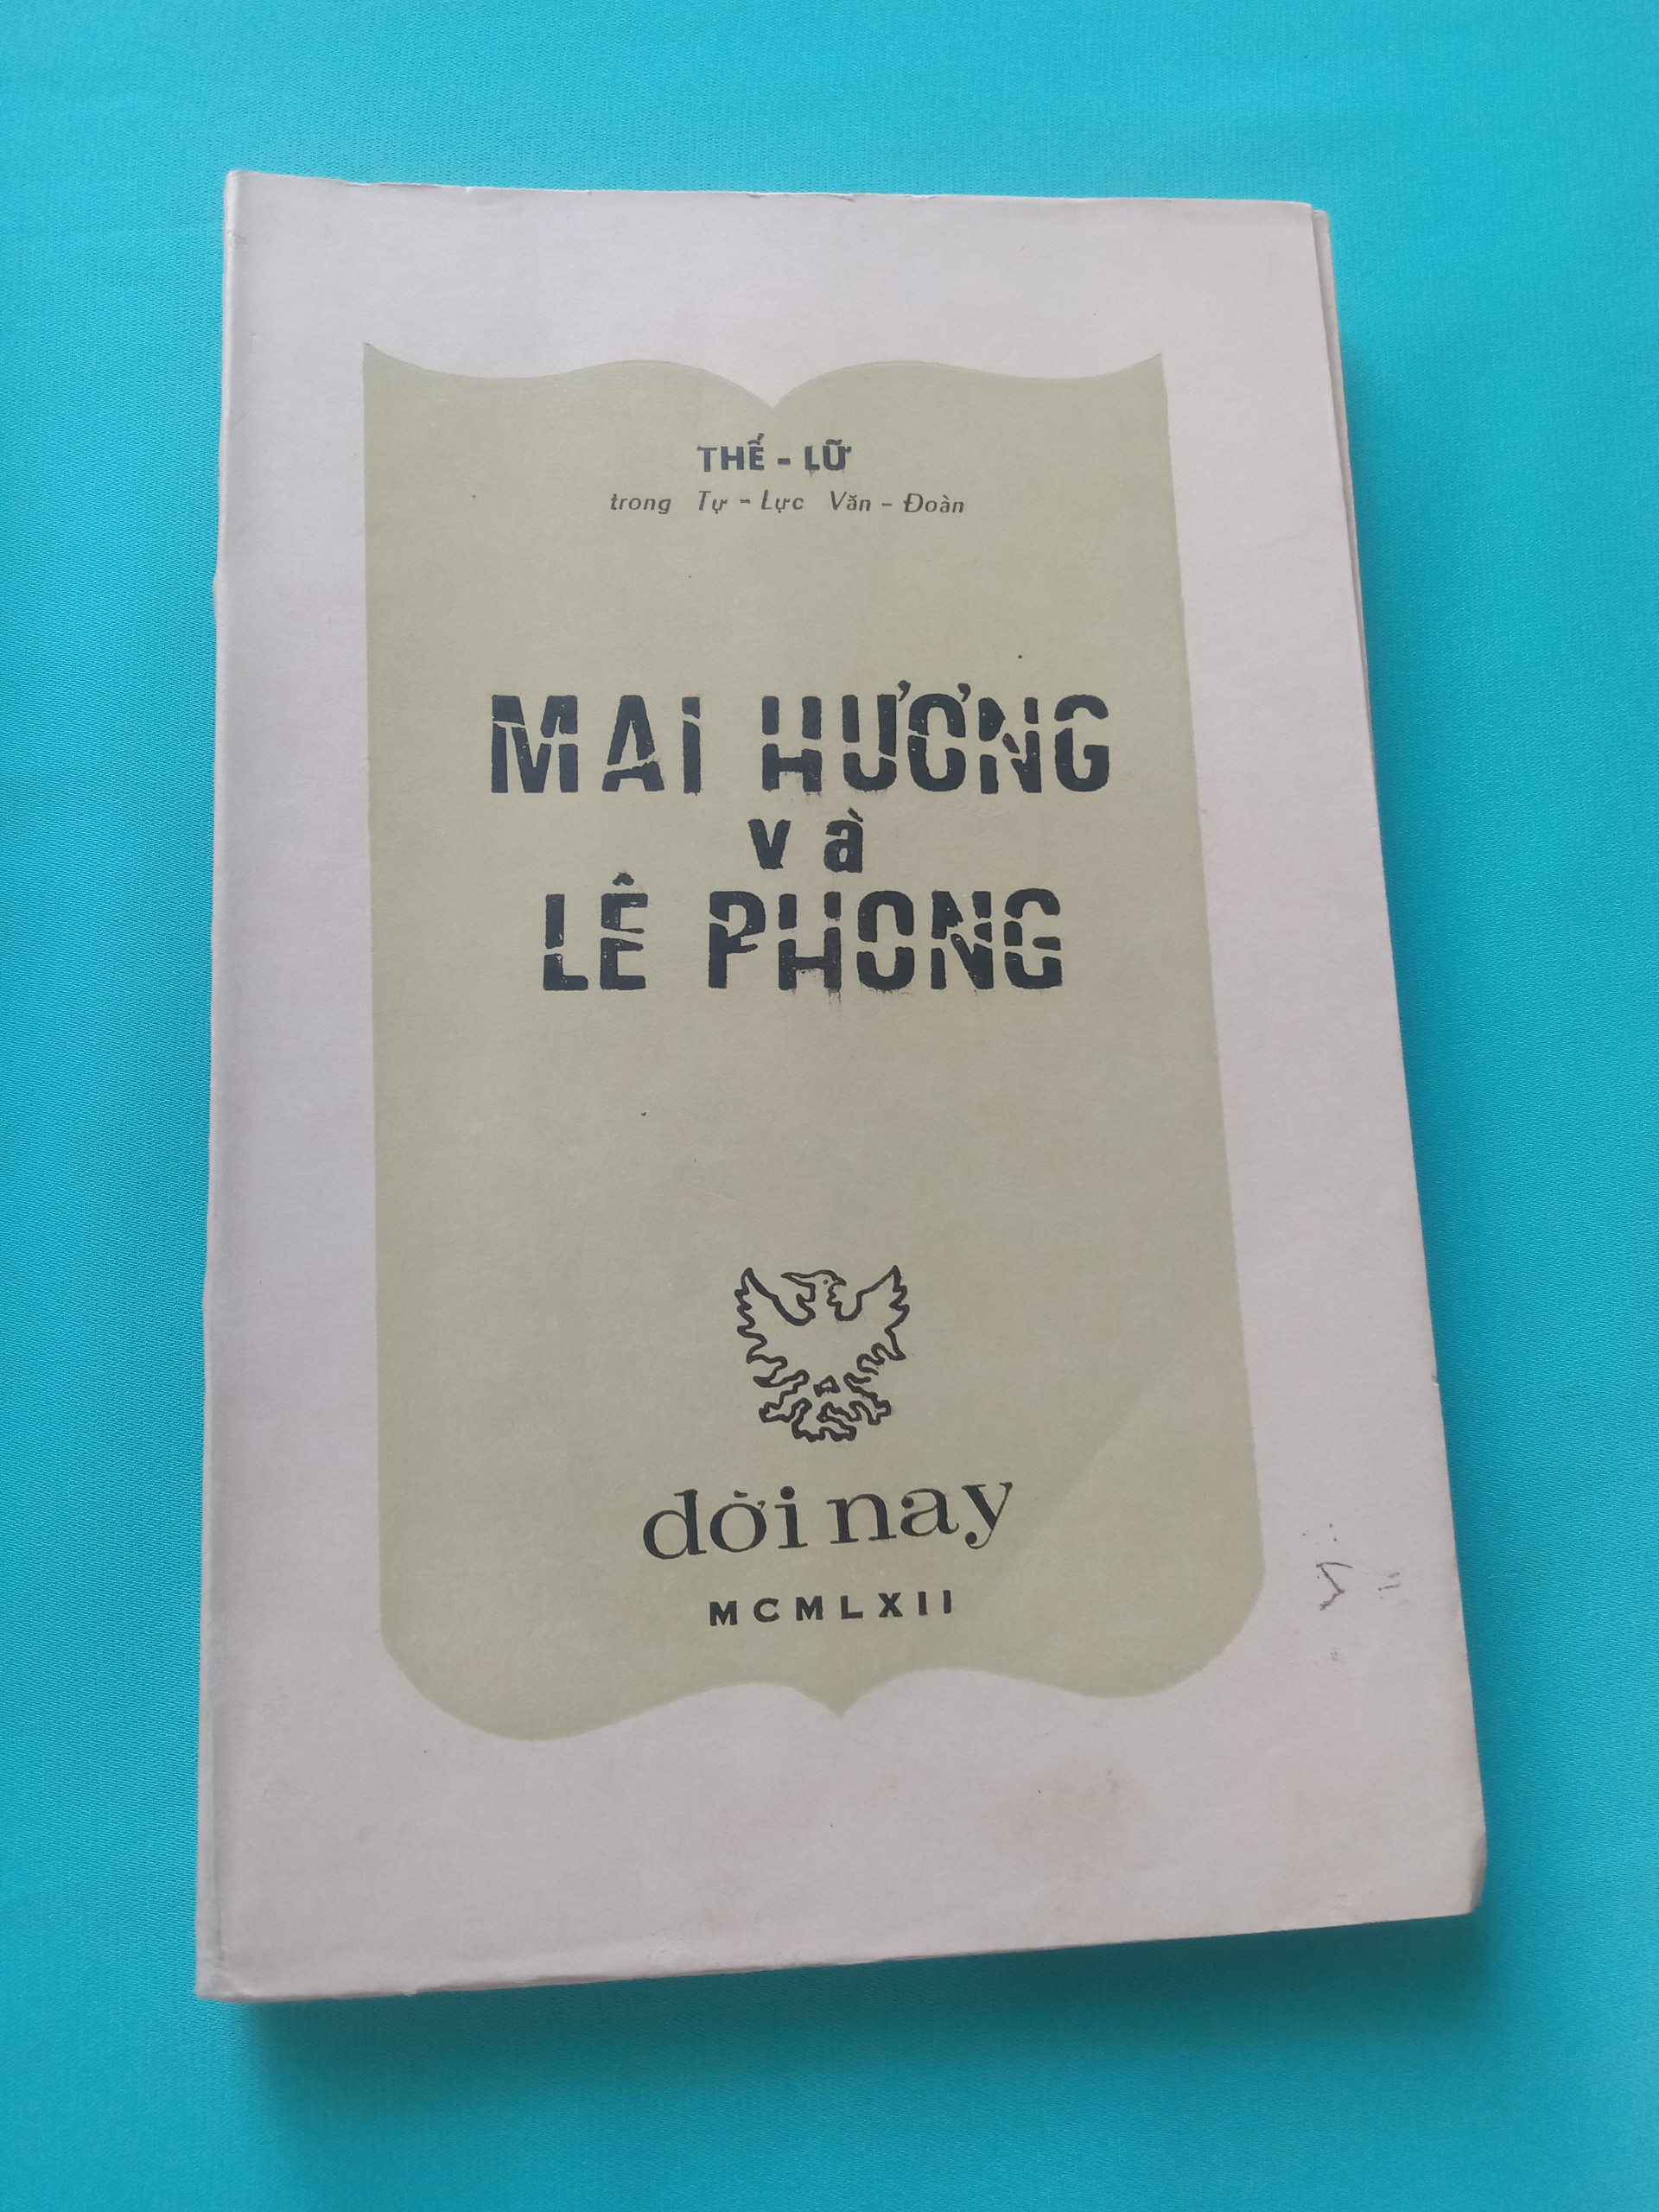 THẾ - LỮ
trong Tự - Lực Văn - Đoàn
MAI HƯƠNG
và
LÊ PHONG
đời nay
MCMLXII